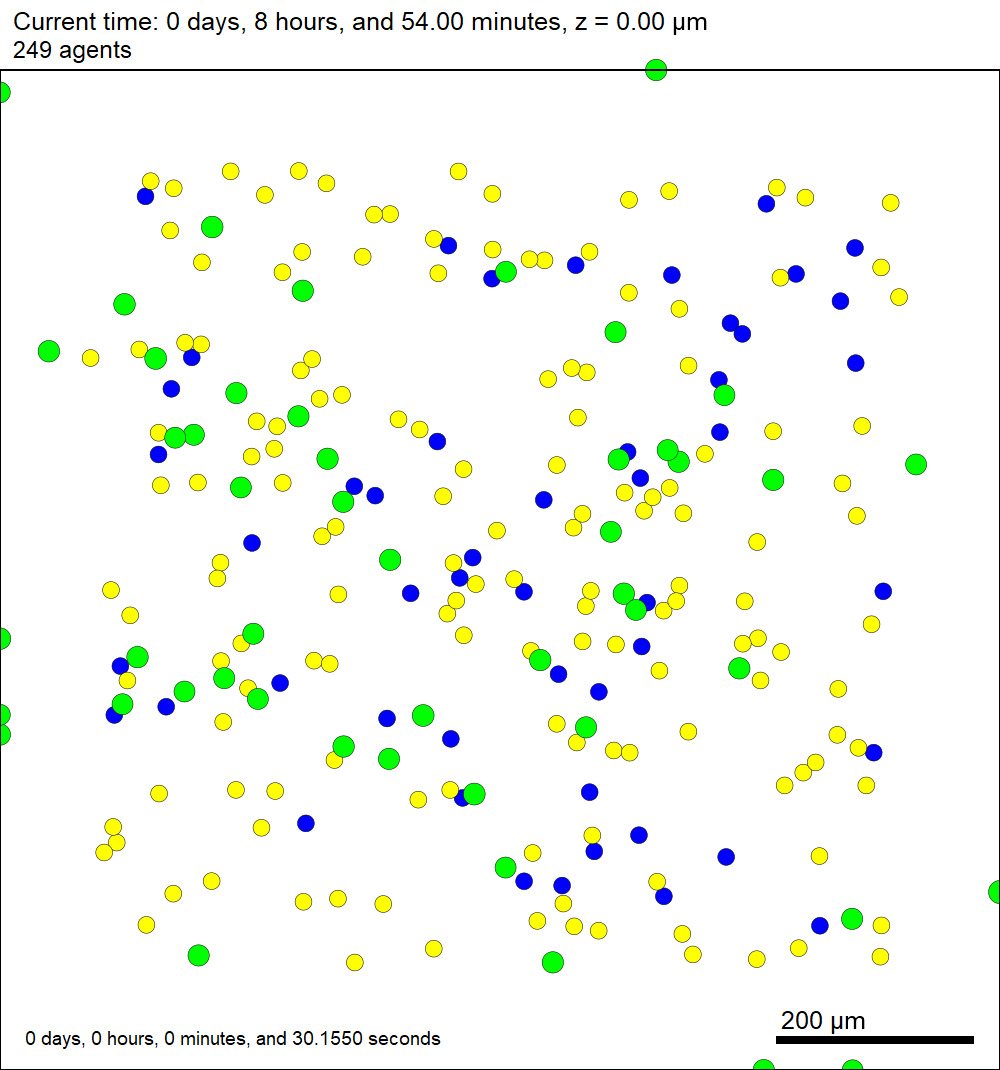 Current time: 0 days, 8 hours, and 54.00 minutes, z = 0.00 µm
249 agents
200 µm
0 days, 0 hours, 0 minutes, and 30.1550 seconds